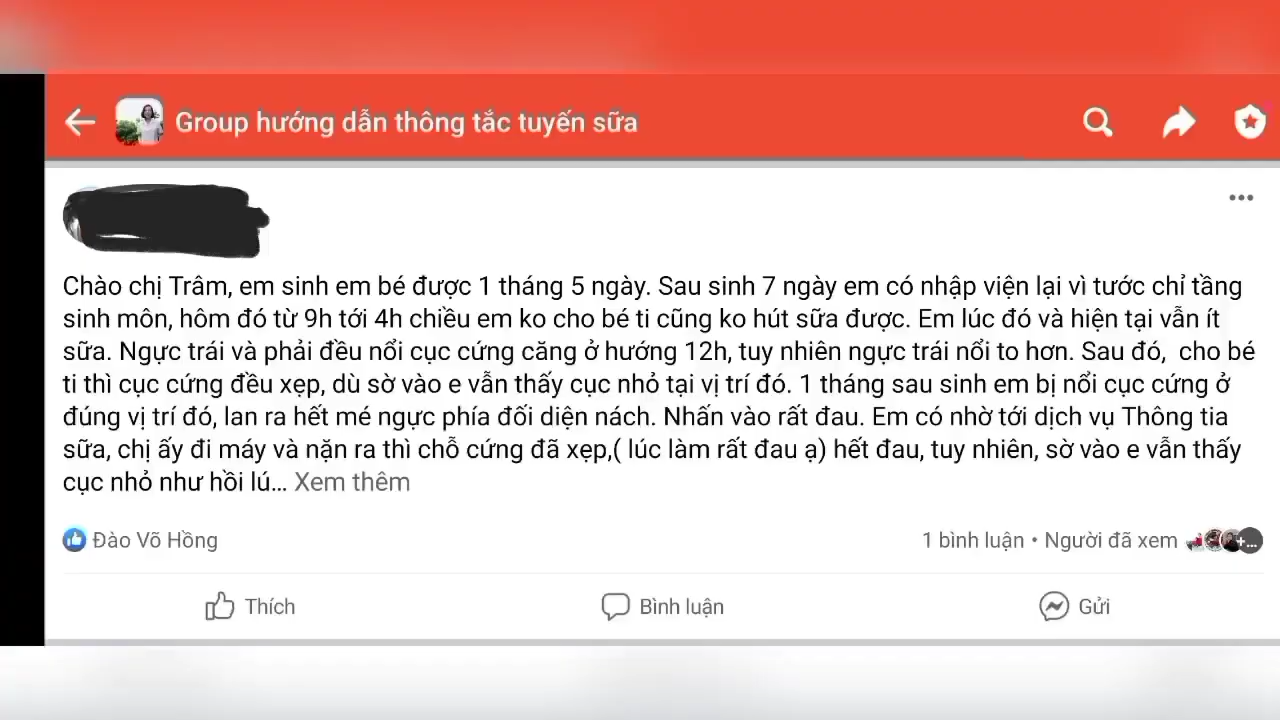 Group hướng dẫn thông tắc tuyến sữa
Chào chị Trâm, em sinh em bé được 1 tháng 5 ngày. Sau sinh 7 ngày em có nhập viện lại vì tước chỉ tầng
sinh môn, hôm đó từ 9h tới 4h chiều em ko cho bé ti cũng ko hút sữa được. Em lúc đó và hiện tại vẫn ít
sữa. Ngực trái và phải đều nổi cục cứng căng ở hướng 12h, tuy nhiên ngực trái nổi to hơn. Sau đó, cho bé
ti thì cục cứng đều xẹp, dù sờ vào e vẫn thấy cục nhỏ tại vị trí đó. 1 tháng sau sinh em bị nổi cục cứng ở
đúng vị trí đó, lan ra hết mé ngực phía đối diện nách. Nhấn vào rất đau. Em có nhờ tới dịch vụ Thông tia
sữa, chị ấy đi máy và nặn ra thì chỗ cứng đã xẹp,( lúc làm rất đau ạ) hết đau, tuy nhiên, sờ vào e vẫn thấy
cục nhỏ như hồi lú... Xem thêm
Đào Võ Hồng
1 bình luận • Người đã xem
Thích
Bình luận
Gửi